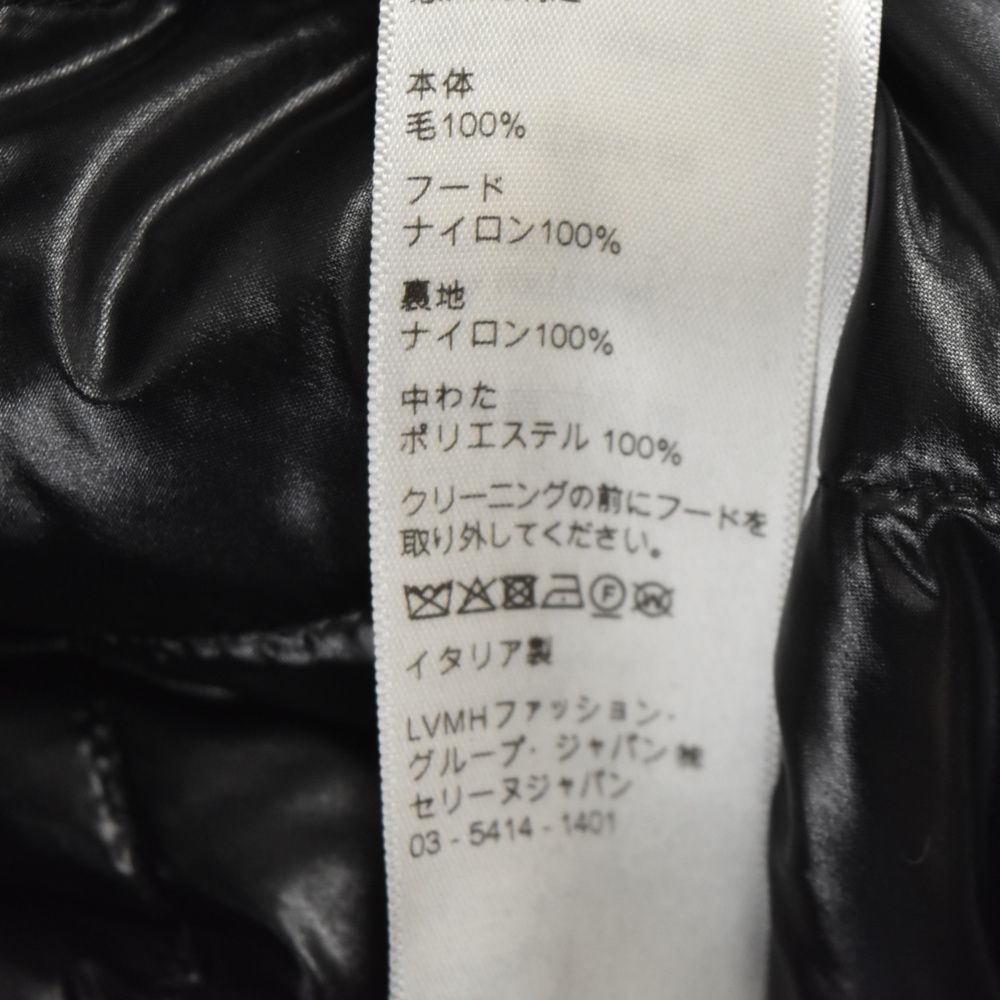 本体
毛100%
フード
ナイロン100%
裏地
ナイロン100%
中わた
ポリエステル 100%
クリーニングの前にフードを
取り外してください。
イタリア製
LVMHファッション・
グループ・ジャパン㈱
セリーヌジャパン
03 - 5414 - 1401